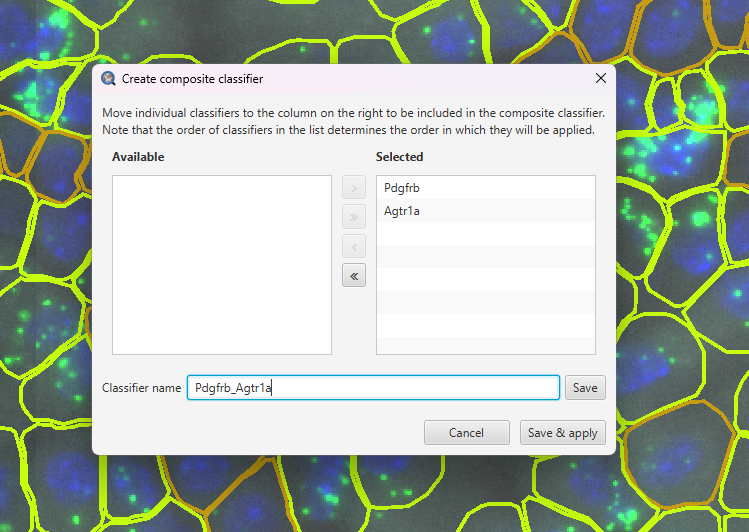 Create composite classifier
Move individual classifiers to the column on the right to be included in the composite classifier.
Note that the order of classifiers in the list determines the order in which they will be applied.
Available
Selected
Pdgfrb
Agtr1a
>
»
<
«
Classifier name
Pdgfrb_Agtr1a
Save
Cancel
Save & apply